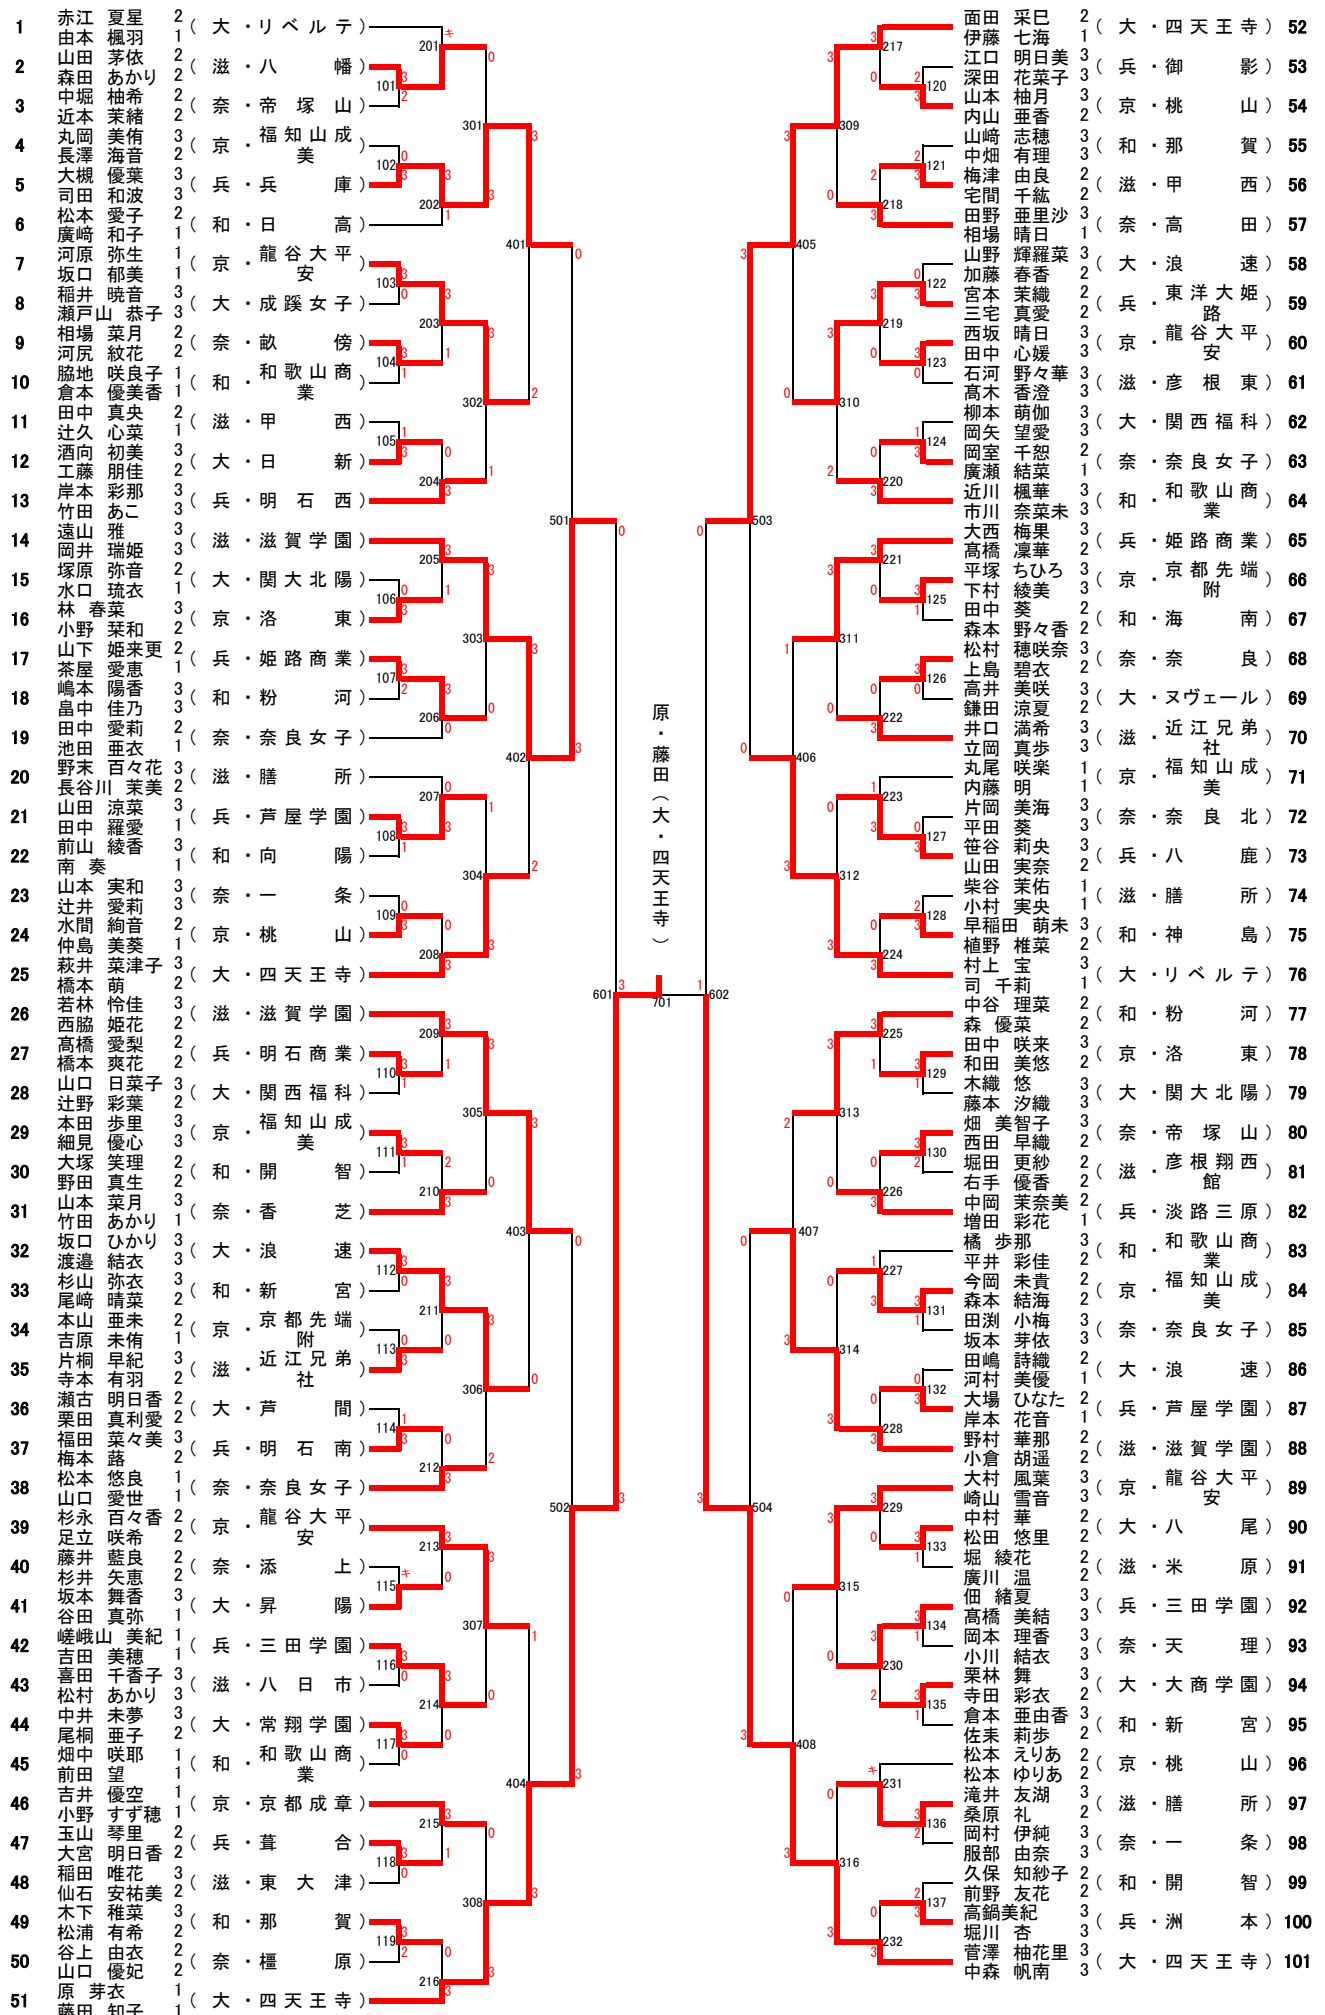 1 赤江 夏星 2 由本 楓羽 1 ( 大 ・ リベルテ )
2 山田 茅依 2 森田 あかり 2 ( 滋 ・ 八幡 )
3 中堀 柚希 2 近本 茉緒 2 ( 奈 ・ 帝塚山 )
4 丸岡 美侑 3 長澤 海音 2 ( 京 ・ 福知山成美 )
5 大槻 優葉 3 司田 和波 3 ( 兵 ・ 兵庫 )
6 松本 愛子 2 廣﨑 和子 1 ( 和 ・ 日高 )
7 河原 弥生 1 坂口 郁美 1 ( 京 ・ 龍谷大平安 )
8 稲井 暁音 3 瀬戸山 恭子 3 ( 大 ・ 成蹊女子 )
9 相場 菜月 2 河尻 紋花 2 ( 奈 ・ 畝傍 )
10 脇地 咲良子 1 倉本 優美香 1 ( 和 ・ 和歌山商業 )
11 田中 真央 2 辻久 心菜 1 ( 滋 ・ 甲西 )
12 酒向 初美 3 工藤 朋佳 2 ( 大 ・ 日新 )
13 岸本 彩那 3 竹田 あこ 3 ( 兵 ・ 明石西 )
14 遠山 雅 3 岡井 瑞姫 3 ( 滋 ・ 滋賀学園 )
15 塚原 弥音 2 水口 琉衣 1 ( 大 ・ 関大北陽 )
16 林 春菜 3 小野 栞和 2 ( 京 ・ 洛東 )
17 山下 姫来更 2 茶屋 愛恵 1 ( 兵 ・ 姫路商業 )
18 嶋本 陽香 3 畠中 佳乃 3 ( 和 ・ 粉河 )
19 田中 愛莉 2 池田 亜衣 1 ( 奈 ・ 奈良女子 )
20 野末 百々花 3 長谷川 茉美 2 ( 滋 ・ 膳所 )
21 山田 涼菜 3 田中 羅愛 1 ( 兵 ・ 芦屋学園 )
22 前山 綾香 3 南 奏 1 ( 和 ・ 向陽 )
23 山本 実和 3 辻井 愛莉 3 ( 奈 ・ 一条 )
24 水間 絢音 2 仲島 美葵 1 ( 京 ・ 桃山 )
25 萩井 菜津子 3 橋本 萌 2 ( 大 ・ 四天王寺 )
26 若林 怜佳 3 西脇 姫花 2 ( 滋 ・ 滋賀学園 )
27 髙橋 愛梨 2 橋本 爽花 2 ( 兵 ・ 明石商業 )
28 山口 日菜子 3 辻野 彩葉 2 ( 大 ・ 関西福科 )
29 本田 歩里 3 細見 優心 3 ( 京 ・ 福知山成美 )
30 大塚 笑理 2 野田 真生 2 ( 和 ・ 開智 )
31 山本 菜月 3 竹田 あかり 1 ( 奈 ・ 香芝 )
32 坂口 ひかり 3 渡邉 結衣 3 ( 大 ・ 浪速 )
33 杉山 弥衣 3 尾﨑 晴菜 2 ( 和 ・ 新宮 )
34 本山 亜未 2 吉原 未侑 1 ( 京 ・ 京都先端附 )
35 片桐 早紀 3 寺本 有羽 2 ( 滋 ・ 近江兄弟社 )
36 瀬古 明日香 2 栗田 真利愛 2 ( 大 ・ 芦間 )
37 福田 菜々美 3 梅本 蕗 2 ( 兵 ・ 明石南 )
38 松本 悠良 1 山口 愛世 1 ( 奈 ・ 奈良女子 )
39 杉永 百々香 2 足立 咲希 2 ( 京 ・ 龍谷大平安 )
40 藤井 藍良 2 杉井 矢恵 2 ( 奈 ・ 添上 )
41 坂本 舞香 3 谷田 真弥 1 ( 大 ・ 昇陽 )
42 嵯峨山 美紀 1 吉田 美穂 1 ( 兵 ・ 三田学園 )
43 喜田 千香子 3 松村 あかり 3 ( 滋 ・ 八日市 )
44 中井 未夢 3 尾桐 亜子 2 ( 大 ・ 常翔学園 )
45 畑中 咲耶 1 前田 望 1 ( 和 ・ 和歌山商業 )
46 吉井 優空 1 小野 すず穂 1 ( 京 ・ 京都成章 )
47 玉山 琴里 2 大宮 明日香 2 ( 兵 ・ 葺合 )
48 稲田 唯花 3 仙石 安祐美 2 ( 滋 ・ 東大津 )
49 木下 稚菜 3 松浦 有希 2 ( 和 ・ 那賀 )
50 谷上 由衣 2 山口 優妃 2 ( 奈 ・ 橿原 )
51 原 芽衣 1 藤田 知子 1 ( 大 ・ 四天王寺 )
原・藤田(大・四天王寺)
701
601 602
501 502 503 504
401 402 403 404 405 406 407 408
面田 采巳 2 伊藤 七海 1 ( 大 ・ 四天王寺 ) 52
江口 明日美 3 深田 花菜子 3 ( 兵 ・ 御影 ) 53
山本 柚月 3 内山 亜香 2 ( 京 ・ 桃山 ) 54
山﨑 志穂 3 中畑 有理 3 ( 和 ・ 那賀 ) 55
梅津 由良 2 宅間 千紘 2 ( 滋 ・ 甲西 ) 56
田野 亜里沙 3 相場 晴日 1 ( 奈 ・ 高田 ) 57
山野 輝羅菜 3 加藤 春香 2 ( 大 ・ 浪速 ) 58
宮本 茉織 2 三宅 真愛 2 ( 兵 ・ 東洋大姫路 ) 59
西坂 晴日 3 田中 心媛 3 ( 京 ・ 龍谷大平安 ) 60
石河 野々華 3 髙木 香澄 3 ( 滋 ・ 彦根東 ) 61
柳本 萌伽 3 岡矢 望愛 3 ( 大 ・ 関西福科 ) 62
岡室 千恕 2 廣瀬 結菜 1 ( 奈 ・ 奈良女子 ) 63
近川 楓華 3 市川 奈菜未 3 ( 和 ・ 和歌山商業 ) 64
大西 梅果 3 髙橋 凜華 2 ( 兵 ・ 姫路商業 ) 65
平塚 ちひろ 3 下村 綾美 3 ( 京 ・ 京都先端附 ) 66
田中 葵 2 森本 野々香 2 ( 和 ・ 海南 ) 67
松村 穂咲奈 3 上島 碧衣 2 ( 奈 ・ 奈良 ) 68
高井 美咲 3 鎌田 涼夏 2 ( 大 ・ ヌヴェール ) 69
井口 満希 3 立岡 真歩 3 ( 滋 ・ 近江兄弟社 ) 70
丸尾 咲楽 1 内藤 明 1 ( 京 ・ 福知山成美 ) 71
片岡 美海 3 平田 葵 3 ( 奈 ・ 奈良北 ) 72
笹谷 莉央 3 山田 実奈 2 ( 兵 ・ 八鹿 ) 73
柴谷 茉佑 1 小村 実央 1 ( 滋 ・ 膳所 ) 74
早稲田 萌未 3 植野 椎菜 2 ( 和 ・ 神島 ) 75
村上 宝 3 司 千莉 1 ( 大 ・ リベルテ ) 76
中谷 理菜 2 森 優菜 2 ( 和 ・ 粉河 ) 77
田中 咲来 3 和田 美悠 2 ( 京 ・ 洛東 ) 78
木織 悠 3 藤本 汐織 3 ( 大 ・ 関大北陽 ) 79
畑 美智子 3 西田 早織 2 ( 奈 ・ 帝塚山 ) 80
堀田 更紗 2 右手 優香 2 ( 滋 ・ 彦根翔西館 ) 81
中岡 茉奈美 2 増田 彩花 1 ( 兵 ・ 淡路三原 ) 82
橘 歩那 3 平井 彩佳 2 ( 和 ・ 和歌山商業 ) 83
今岡 未貴 2 森本 結海 2 ( 京 ・ 福知山成美 ) 84
田渕 小梅 3 坂本 芽依 3 ( 奈 ・ 奈良女子 ) 85
田嶋 詩織 2 河村 美優 1 ( 大 ・ 浪速 ) 86
大場 ひなた 2 岸本 花音 1 ( 兵 ・ 芦屋学園 ) 87
野村 華那 2 小倉 胡遥 2 ( 滋 ・ 滋賀学園 ) 88
大村 風葉 3 崎山 雪音 3 ( 京 ・ 龍谷大平安 ) 89
中村 華 2 松田 悠里 2 ( 大 ・ 八尾 ) 90
堀 綾花 2 廣川 温 2 ( 滋 ・ 米原 ) 91
佃 緒夏 3 髙橋 美結 3 ( 兵 ・ 三田学園 ) 92
岡本 理香 3 小川 結衣 3 ( 奈 ・ 天理 ) 93
栗林 舞 3 寺田 彩衣 2 ( 大 ・ 大商学園 ) 94
倉本 亜由香 3 佐耒 莉歩 2 ( 和 ・ 新宮 ) 95
松本 えりあ 2 松本 ゆりあ 2 ( 京 ・ 桃山 ) 96
滝井 友湖 3 桑原 礼 2 ( 滋 ・ 膳所 ) 97
岡村 伊純 3 服部 由奈 3 ( 奈 ・ 一条 ) 98
久保 知紗子 2 前野 友花 2 ( 和 ・ 開智 ) 99
高鍋美紀 3 堀川 杏 3 ( 兵 ・ 洲本 ) 100
菅澤 柚花里 3 中森 帆南 3 ( 大 ・ 四天王寺 ) 101